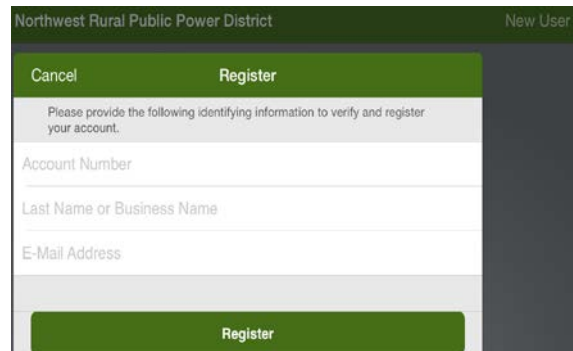 Northwest Rural Public Power District New User
Cancel Register
Please provide the following identifying information to verify and register
your account.
Account Number
Last Name or Business Name
E-Mail Address
Register